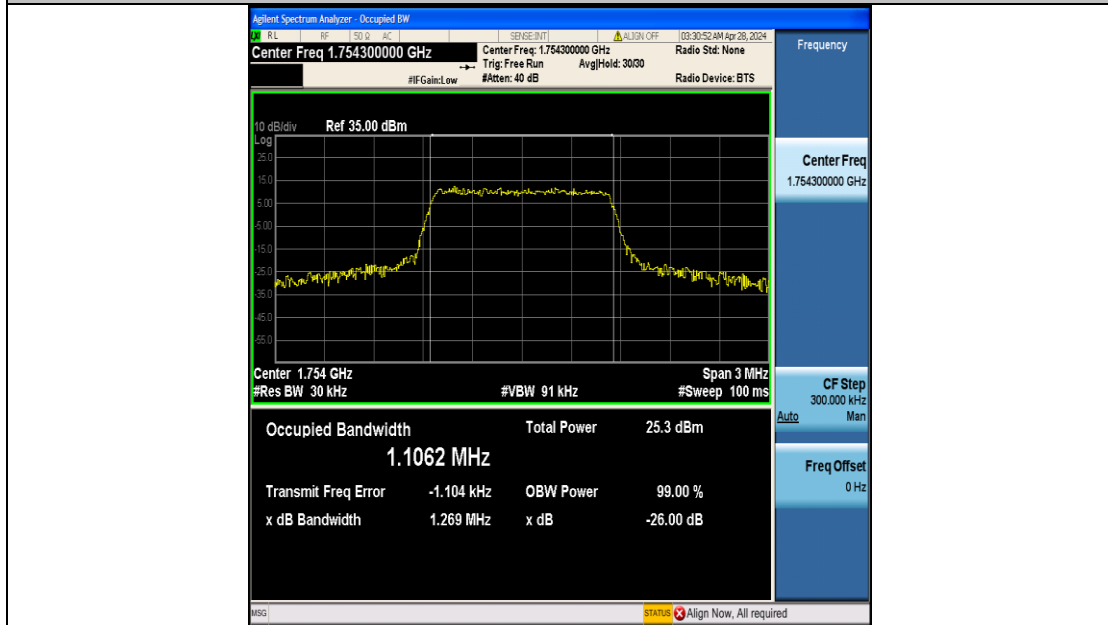 Agilent Spectrum Analyzer - Occupied BW
RL RF 50 Ω AC SENSE:INT ALIGN OFF 03:30:52 AM Apr 28, 2024
Center Freq 1.754300000 GHz
Center Freq: 1.754300000 GHz Radio Std: None
Trig: Free Run Avg|Hold: 30/30
#IFGain:Low #Atten: 40 dB Radio Device: BTS
10 dB/div Ref 35.00 dBm
Log
25.0
15.0
5.00
-5.00
-15.0
-25.0
-35.0
-45.0
-55.0
Center 1.754 GHz Span 3 MHz
#Res BW 30 kHz #VBW 91 kHz #Sweep 100 ms
Occupied Bandwidth Total Power 25.3 dBm
1.1062 MHz
Transmit Freq Error -1.104 kHz OBW Power 99.00 %
x dB Bandwidth 1.269 MHz x dB -26.00 dB
Frequency
Center Freq
1.754300000 GHz
CF Step
300.000 kHz
Auto Man
Freq Offset
0 Hz
MSG STATUS Align Now, All required